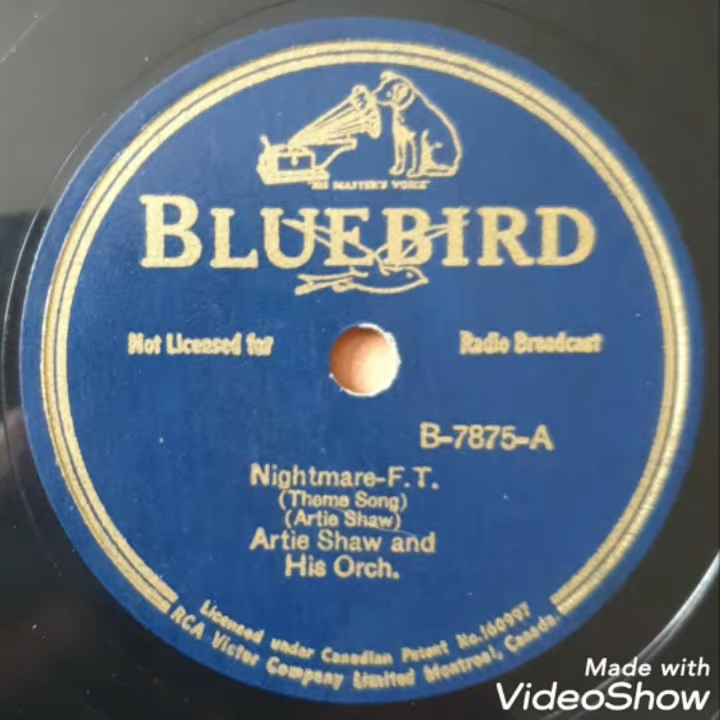 "HIS MASTER'S VOICE"
BLUEBIRD
Not Licensed for Radio Broadcast
B-7875-A
Nightmare-F.T.
(Theme Song)
(Artie Shaw)
Artie Shaw and
His Orch.
Licensed under Canadian Patent No.160997
RCA Victor Company Limited Montreal, Canada.
Made with
VideoShow